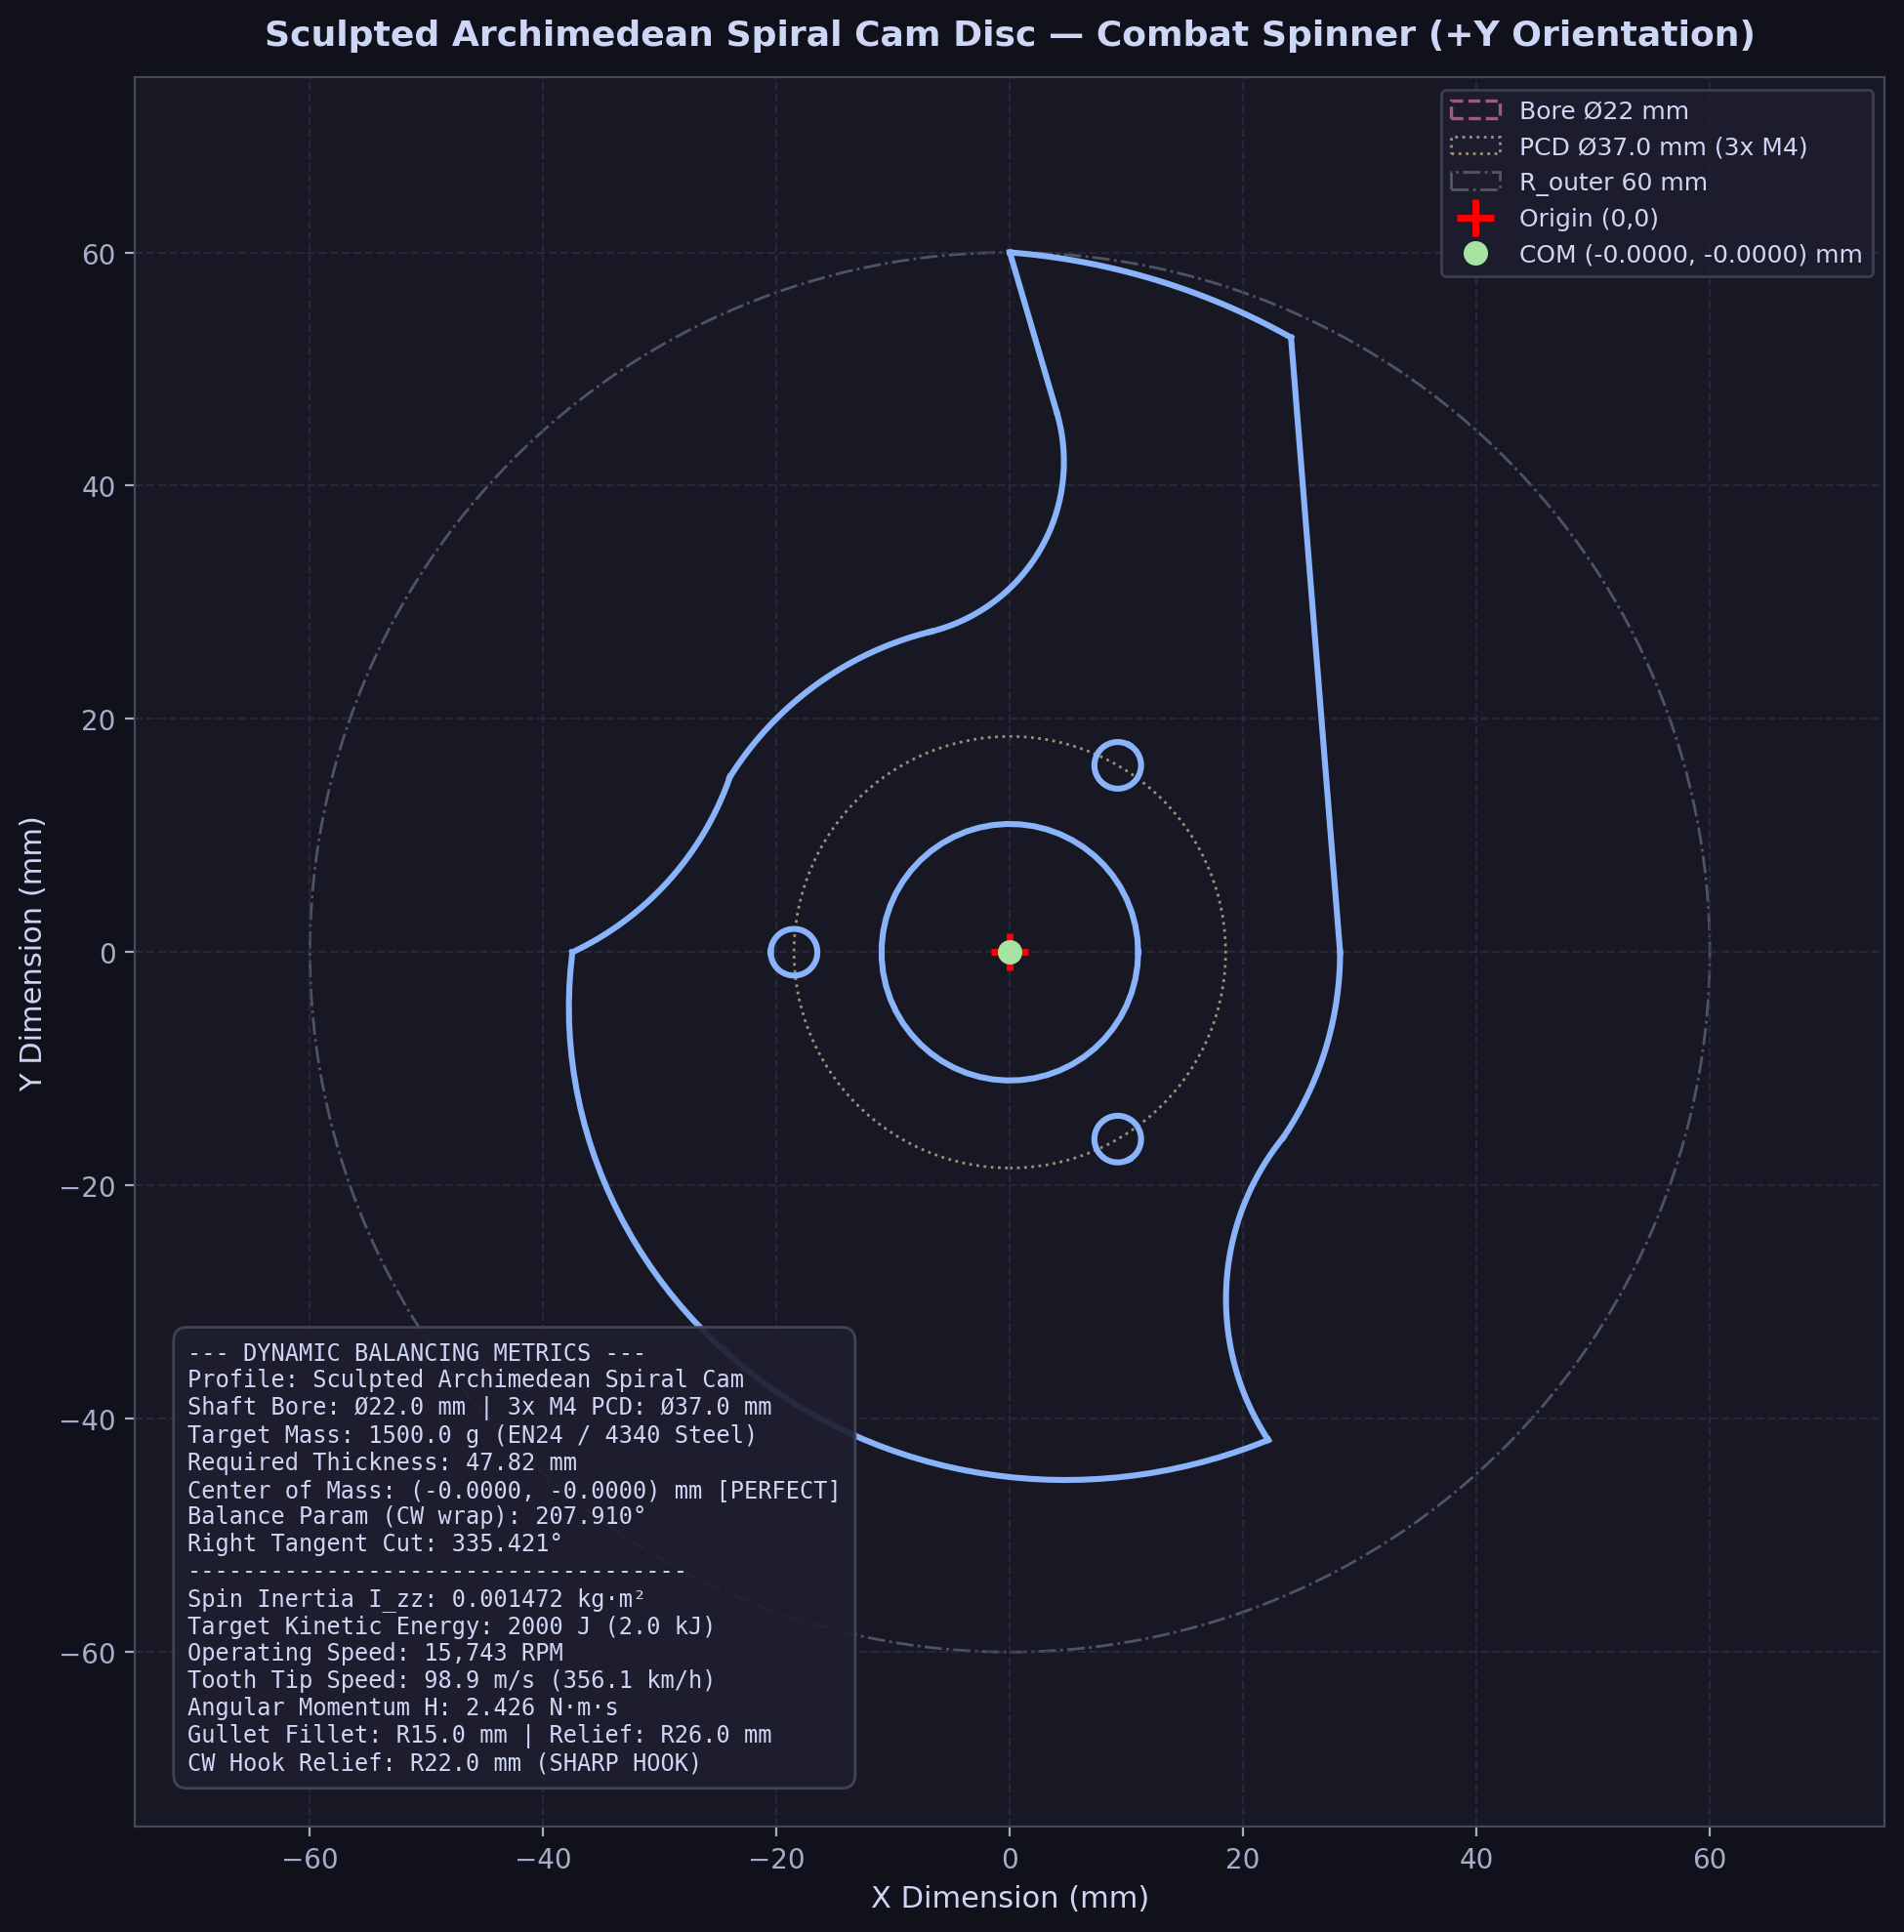 Sculpted Archimedean Spiral Cam Disc — Combat Spinner (+Y Orientation)
Bore Ø22 mm
PCD Ø37.0 mm (3x M4)
R_outer 60 mm
Origin (0,0)
COM (-0.0000, -0.0000) mm
60
40
20
0
−20
−40
−60
Y Dimension (mm)
--- DYNAMIC BALANCING METRICS ---
Profile: Sculpted Archimedean Spiral Cam
Shaft Bore: Ø22.0 mm | 3x M4 PCD: Ø37.0 mm
Target Mass: 1500.0 g (EN24 / 4340 Steel)
Required Thickness: 47.82 mm
Center of Mass: (-0.0000, -0.0000) mm [PERFECT]
Balance Param (CW wrap): 207.910°
Right Tangent Cut: 335.421°
------------------------------------
Spin Inertia I_zz: 0.001472 kg·m²
Target Kinetic Energy: 2000 J (2.0 kJ)
Operating Speed: 15,743 RPM
Tooth Tip Speed: 98.9 m/s (356.1 km/h)
Angular Momentum H: 2.426 N·m·s
Gullet Fillet: R15.0 mm | Relief: R26.0 mm
CW Hook Relief: R22.0 mm (SHARP HOOK)
−60 −40 −20 0 20 40 60
X Dimension (mm)